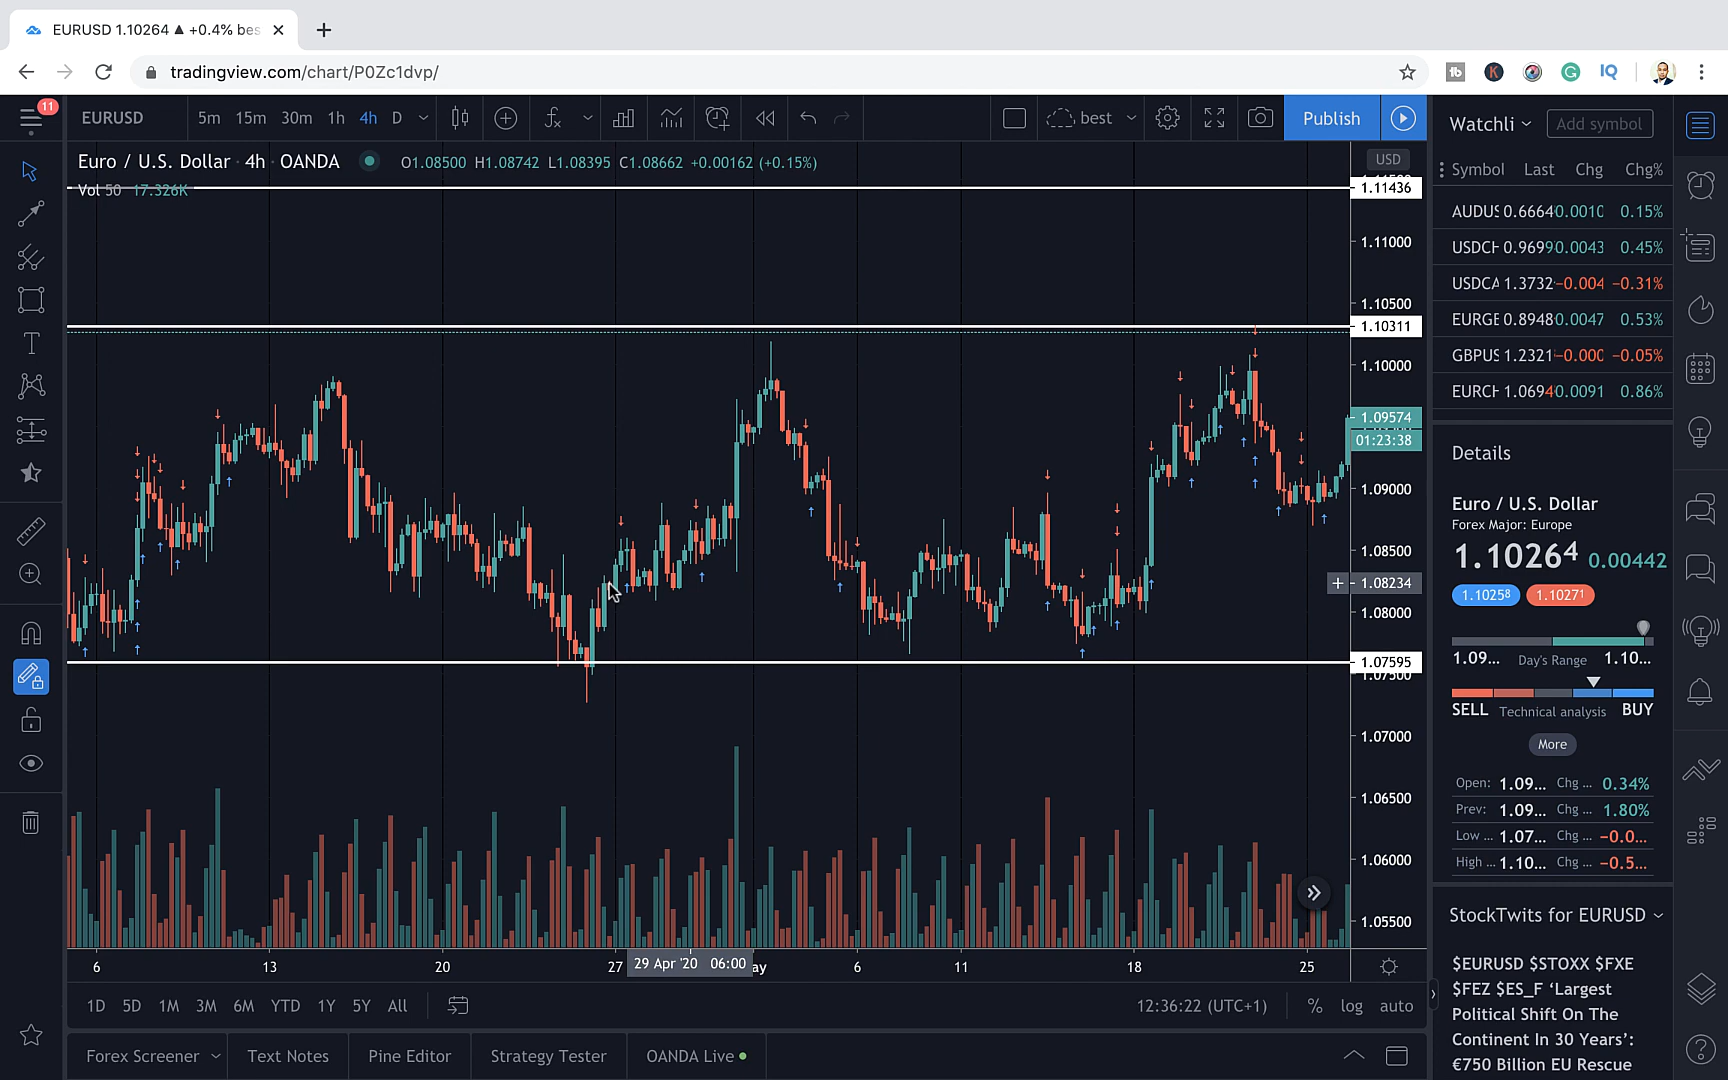 EURUSD 1.10264 ▲ +0.4% bes
tradingview.com/chart/P0Zc1dvp/
11
EURUSD 5m 15m 30m 1h 4h D best Publish
Euro / U.S. Dollar · 4h · OANDA O1.08500 H1.08742 L1.08395 C1.08662 +0.00162 (+0.15%)
Vol 50 17.326K
USD
1.11436
1.11000
1.10500
1.10311
1.10000
1.09574
01:23:38
1.09000
1.08500
1.08234
1.08000
1.07595
1.07500
1.07000
1.06500
1.06000
1.05500
6 13 20 27 29 Apr '20 06:00 ay 6 11 18 25
1D 5D 1M 3M 6M YTD 1Y 5Y All 12:36:22 (UTC+1) % log auto
Forex Screener Text Notes Pine Editor Strategy Tester OANDA Live
Watchli Add symbol
Symbol Last Chg Chg%
AUDUS 0.6664 0.0010 0.15%
USDCH 0.9699 0.0043 0.45%
USDCA 1.3732 −0.004 −0.31%
EURGE 0.8948 0.0047 0.53%
GBPUS 1.2321 −0.000 −0.05%
EURCH 1.0694 0.0091 0.86%
Details
Euro / U.S. Dollar
Forex Major: Europe
1.10264 0.00442
1.10258 1.10271
1.09... Day's Range 1.10...
SELL Technical analysis BUY
More
Open: 1.09... Chg ... 0.34%
Prev: 1.09... Chg ... 1.80%
Low ... 1.07... Chg ... −0.0...
High ... 1.10... Chg ... −0.5...
StockTwits for EURUSD
$EURUSD $STOXX $FXE
$FEZ $ES_F ‘Largest
Political Shift On The
Continent In 30 Years’:
€750 Billion EU Rescue